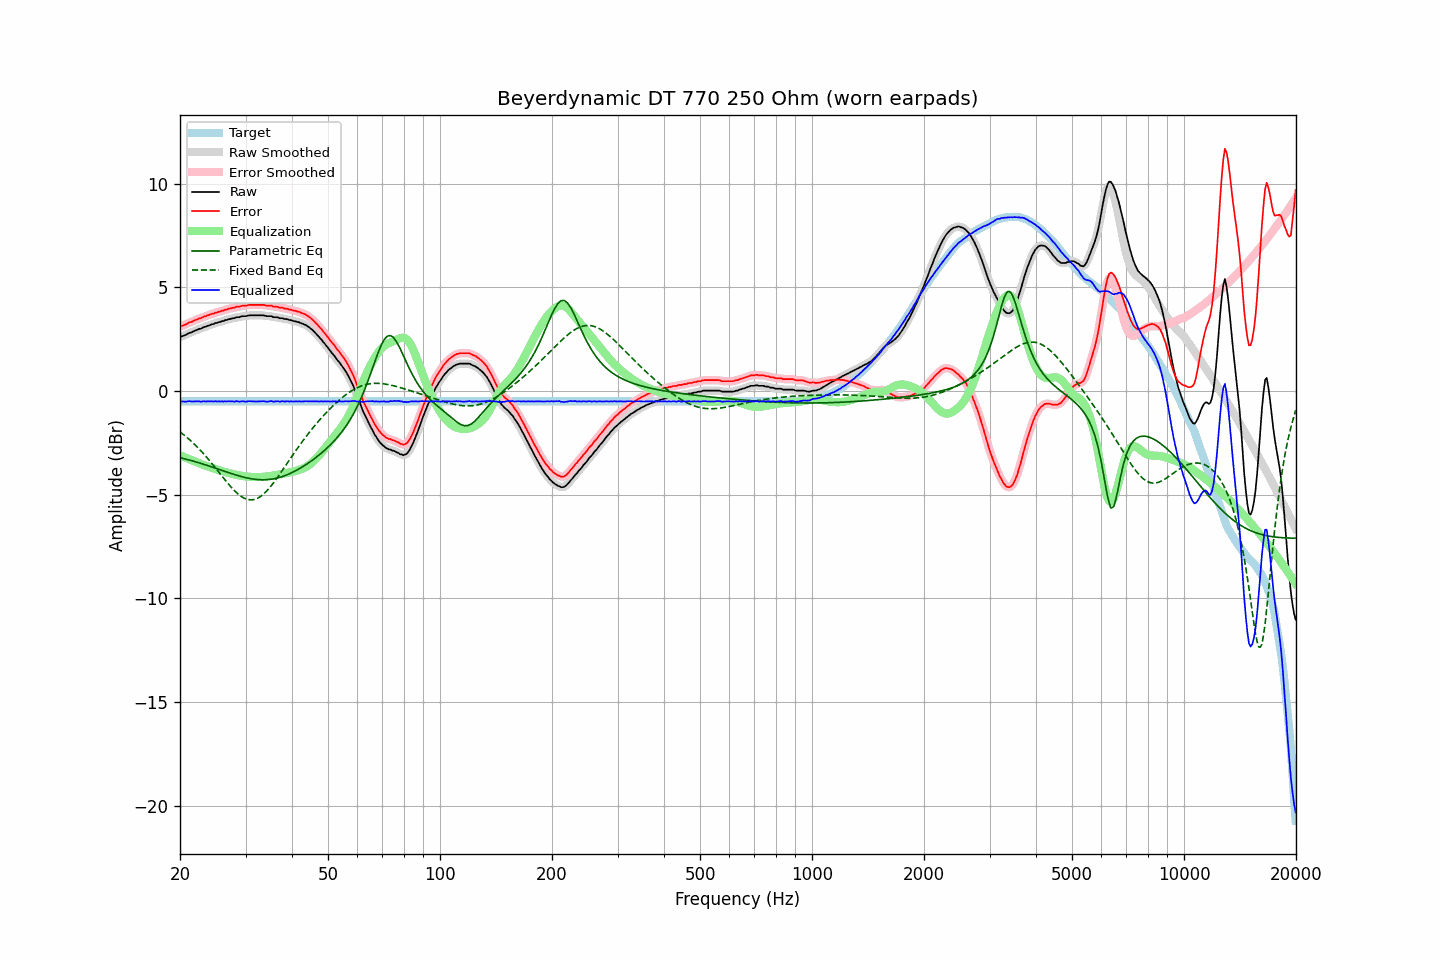 Beyerdynamic DT 770 250 Ohm (worn earpads)
Target
Raw Smoothed
Error Smoothed
Raw
Error
Equalization
Parametric Eq
Fixed Band Eq
Equalized
10
5
0
−5
−10
−15
−20
Amplitude (dBr)
20 50 100 200 500 1000 2000 5000 10000 20000
Frequency (Hz)